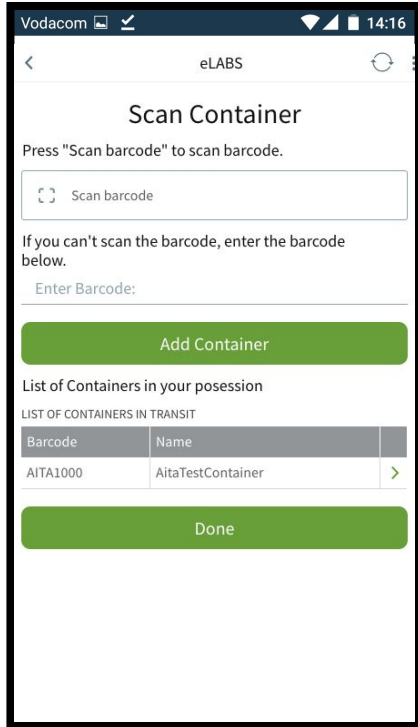 Vodacom 14:16
eLABS
Scan Container
Press "Scan barcode" to scan barcode.
Scan barcode
If you can't scan the barcode, enter the barcode
below.
Enter Barcode:
Add Container
List of Containers in your posession
LIST OF CONTAINERS IN TRANSIT
Barcode Name
AITA1000 AitaTestContainer
Done